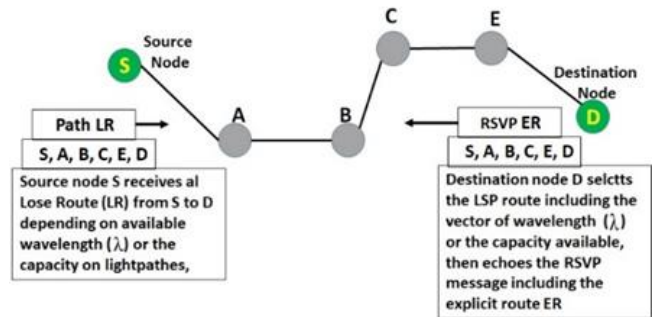 C
E
Source
Node
S
Destination
Node
D
A
B
Path LR
RSVP ER
S, A, B, C, E, D
S, A, B, C, E, D
Source node S receives al
Lose Route (LR) from S to D
depending on available
wavelength (λ) or the
capacity on lightpathes,
Destination node D selctts
the LSP route including the
vector of wavelength (λ)
or the capacity available,
then echoes the RSVP
message including the
explicit route ER